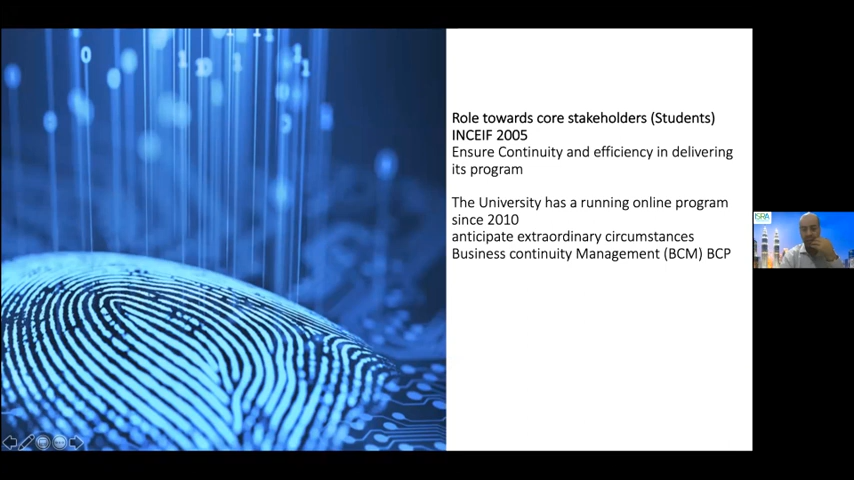 Role towards core stakeholders (Students)
INCEIF 2005
Ensure Continuity and efficiency in delivering
its program
The University has a running online program
since 2010
anticipate extraordinary circumstances
Business continuity Management (BCM) BCP
ISRA